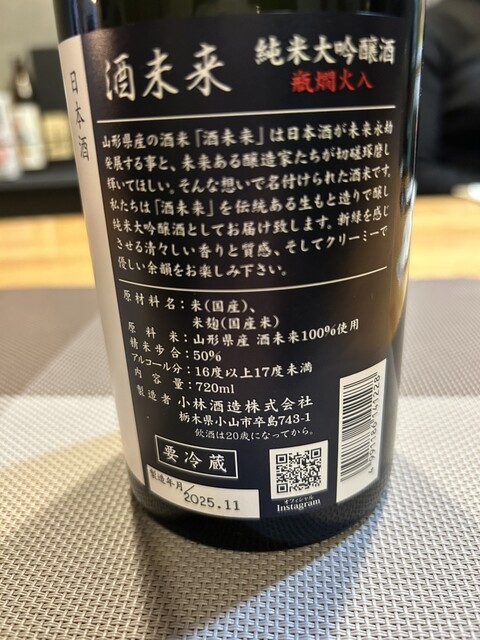 日本酒
酒未来 純米大吟醸酒
瓶燗火入
山形県産の酒米「酒未来」は日本酒が未来永劫
発展する事と、未来ある醸造家たちが切磋琢磨し
輝いてほしい。そんな想いで名付けられた酒米です。
私たちは「酒未来」を伝統ある生もと造りで醸し
純米大吟醸酒としてお届け致します。新緑を感じ
させる清々しい香りと質感、そしてクリーミーで
優しい余韻をお楽しみ下さい。
原材料名：米(国産)、
米麹(国産米)
原料米：山形県産 酒未来100%使用
精米歩合：50%
アルコール分：16度以上17度未満
内容量：720ml
製造者 小林酒造株式会社
栃木県小山市卒島743-1
飲酒は20歳になってから。
要冷蔵
製造年月/
2025.11
オフィシャル
Instagram